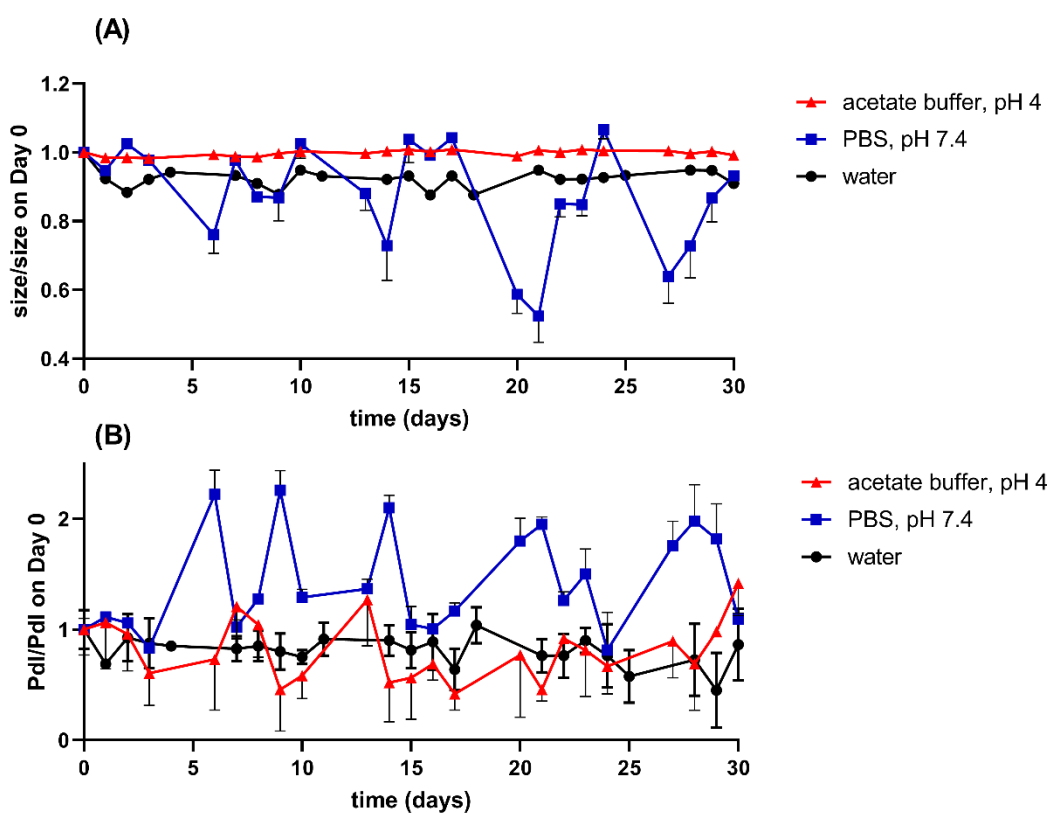 (A)
size/size on Day 0
1.2
1.0
0.8
0.6
0.4
0
5
10
15
20
25
30
time (days)
acetate buffer, pH 4
PBS, pH 7.4
water
(B)
PdI/PdI on Day 0
2
1
0
0
5
10
15
20
25
30
time (days)
acetate buffer, pH 4
PBS, pH 7.4
water